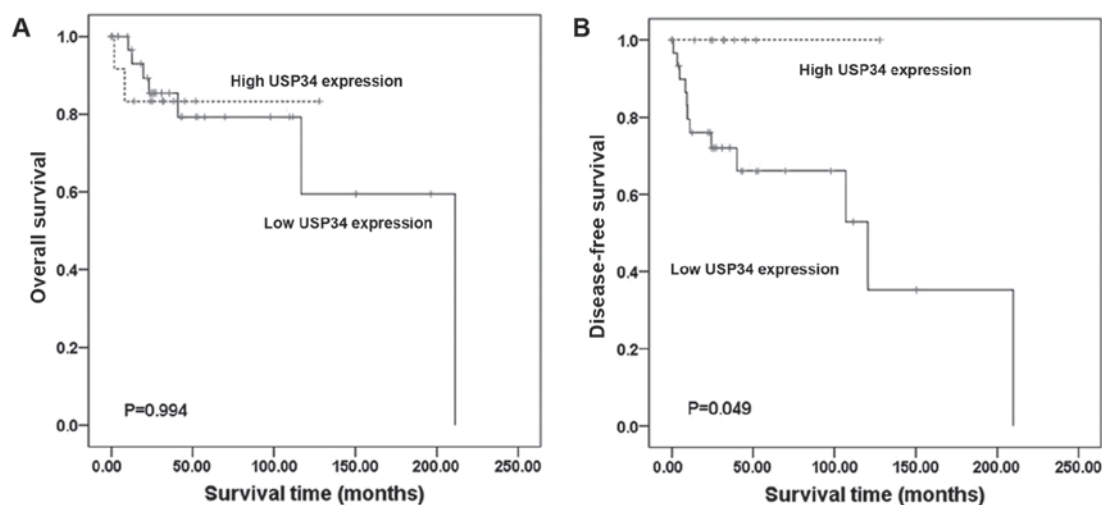 A
Overall survival
1.0
0.8
0.6
0.4
0.2
0.0
High USP34 expression
Low USP34 expression
P=0.994
0.00 50.00 100.00 150.00 200.00 250.00
Survival time (months)
B
Disease-free survival
1.0
0.8
0.6
0.4
0.2
0.0
High USP34 expression
Low USP34 expression
P=0.049
0.00 50.00 100.00 150.00 200.00 250.00
Survival time (months)